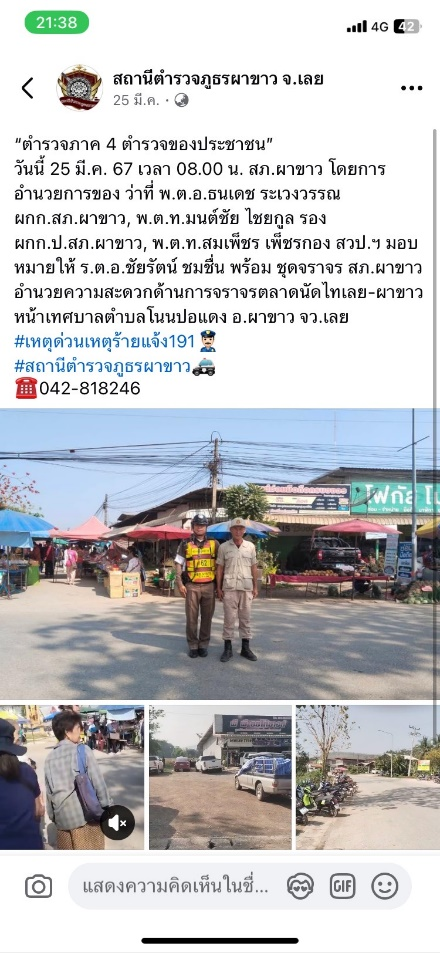 21:38
4G
42
สถานีตำรวจภูธรผาขาว จ.เลย
25 มี.ค.
“ตำรวจภาค 4 ตำรวจของประชาชน”
วันนี้ 25 มี.ค. 67 เวลา 08.00 น. สภ.ผาขาว โดยการ
อำนวยการของ ว่าที่ พ.ต.อ.ธนเดช ระเวงวรรณ
ผกก.สภ.ผาขาว, พ.ต.ท.มนต์ชัย ไชยกูล รอง
ผกก.ป.สภ.ผาขาว, พ.ต.ท.สมเพ็ชร เพ็ชรกอง สวป.ฯ มอบ
หมายให้ ร.ต.อ.ชัยรัตน์ ชมชื่น พร้อม ชุดจราจร สภ.ผาขาว
อำนวยความสะดวกด้านการจราจรตลาดนัดไทเลย-ผาขาว
หน้าเทศบาลตำบลโนนปอแดง อ.ผาขาว จว.เลย
#เหตุด่วนเหตุร้ายแจ้ง191
#สถานีตำรวจภูธรผาขาว
042-818246
โฟกัส
แสดงความคิดเห็นในชื่...
GIF